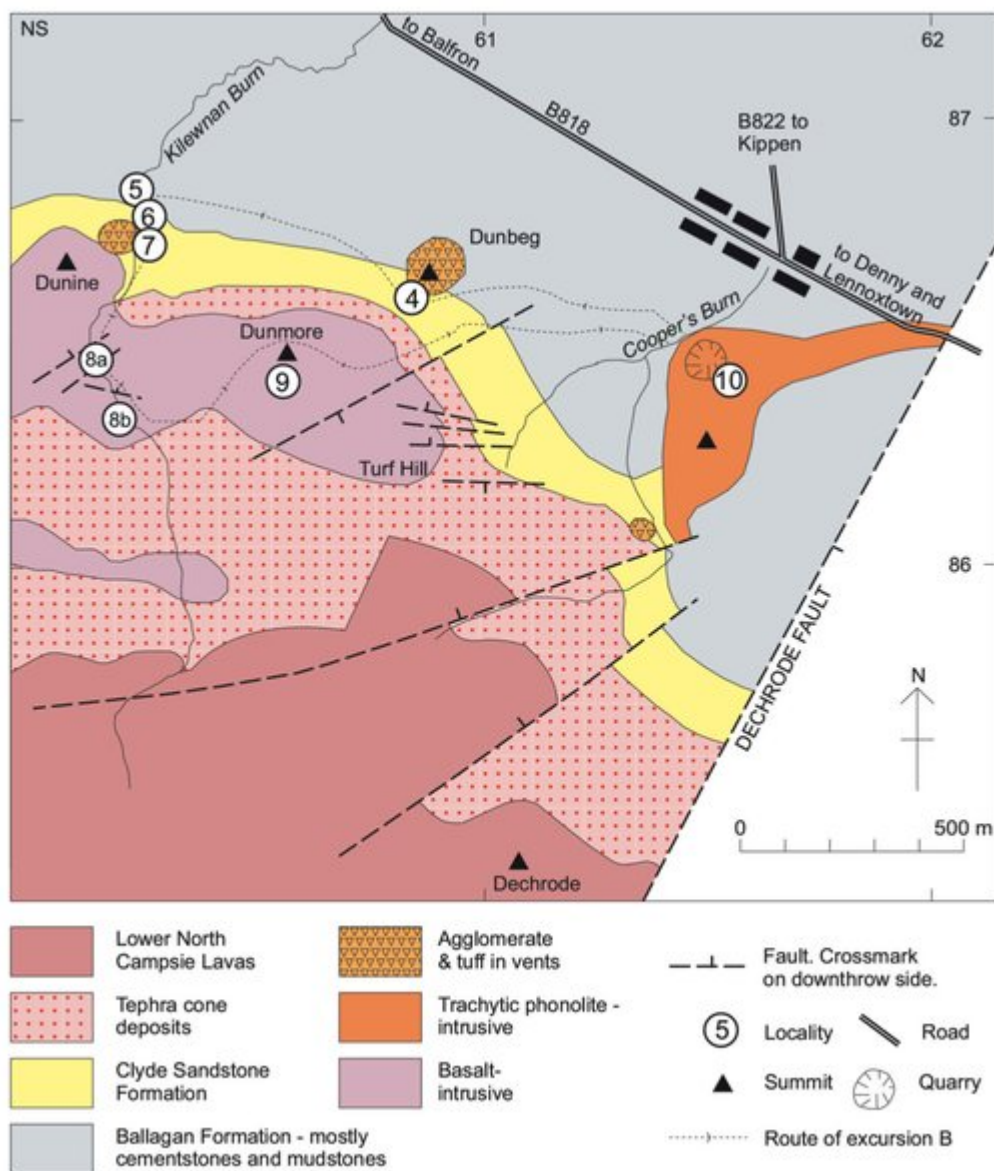 NS
61
62
to Balfron
Kilewnan Burn
B818
87
B822 to
Kippen
5
6
7
Dunbeg
to Denny and
Lennoxtown
Dunine
4
Cooper's Burn
Dunmore
8a
9
10
8b
Turf Hill
86
DECHRODE FAULT
N
0
500 m
Dechrode
Lower North
Campsie Lavas
Tephra cone
deposits
Clyde Sandstone
Formation
Ballagan Formation - mostly
cementstones and mudstones
Agglomerate
& tuff in vents
Trachytic phonolite -
intrusive
Basalt-
intrusive
Fault. Crossmark
on downthrow side.
5
Locality
Road
Summit
Quarry
Route of excursion B